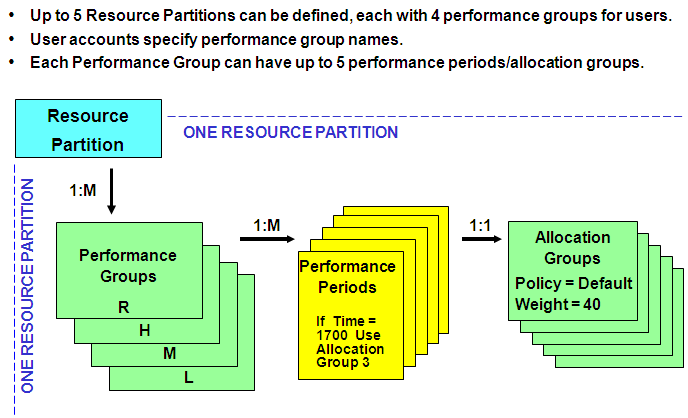 • Up to 5 Resource Partitions can be defined, each with 4 performance groups for users.
• User accounts specify performance group names.
• Each Performance Group can have up to 5 performance periods/allocation groups.
Resource
Partition
ONE RESOURCE PARTITION
ONE RESOURCE PARTITION
1:M
Performance
Groups
R
H
M
L
1:M
Performance
Periods
If Time =
1700 Use
Allocation
Group 3
1:1
Allocation
Groups
Policy = Default
Weight = 40